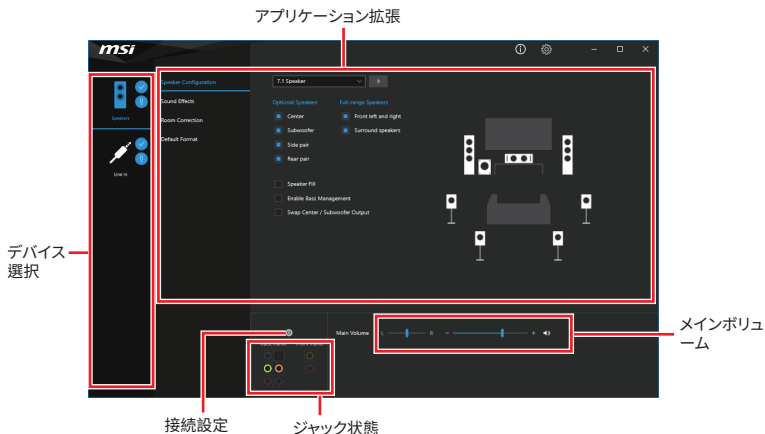 アプリケーション拡張
msi
Speaker Configuration
Sound Effects
Room Correction
Default Format
Speakers
Line In
7.1 Speaker
Optional Speakers
Full-range Speakers
Center
Front left and right
Subwoofer
Surround speakers
Side pair
Rear pair
Speaker Fill
Enable Bass Management
Swap Center / Subwoofer Output
デバイス
選択
Main Volume
L
R
メインボリュ
ーム
接続設定
ジャック状態